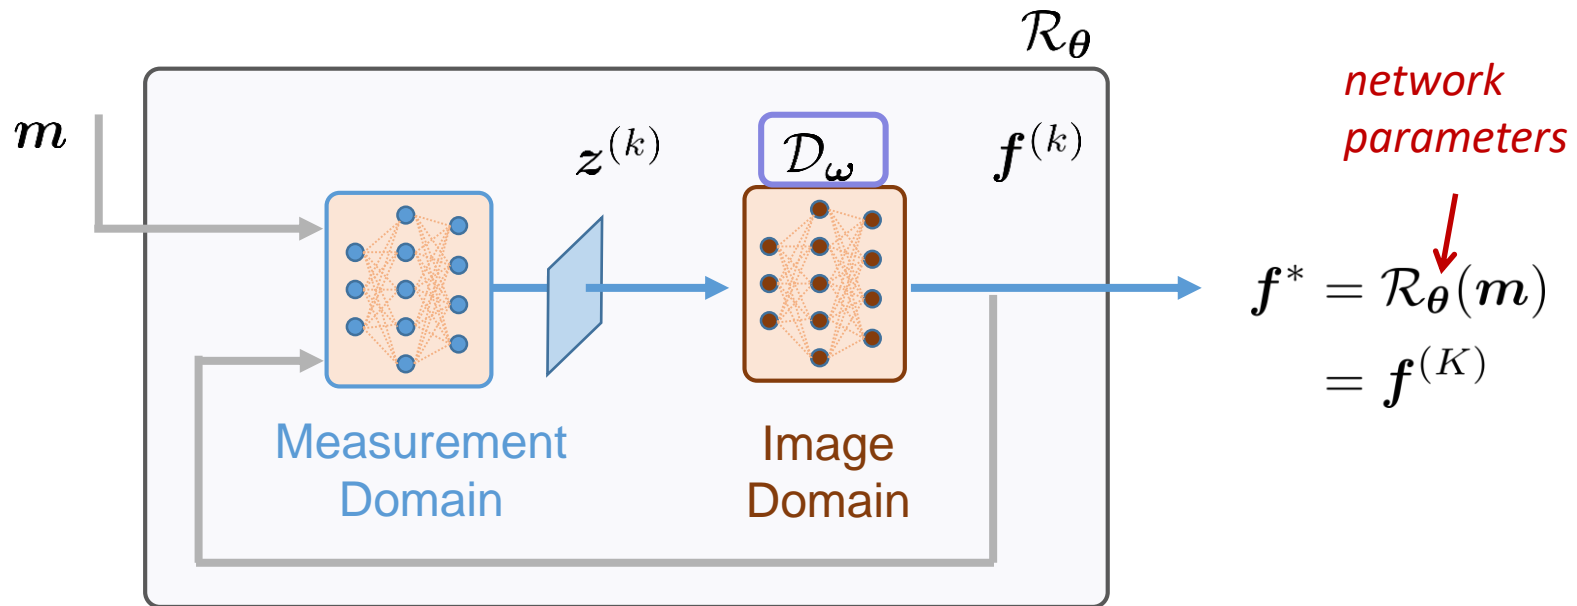 𝓡_θ
network
parameters
m
z^(k)
𝒟_ω
f^(k)
f* = 𝓡_θ(m)
= f^(K)
Measurement
Domain
Image
Domain